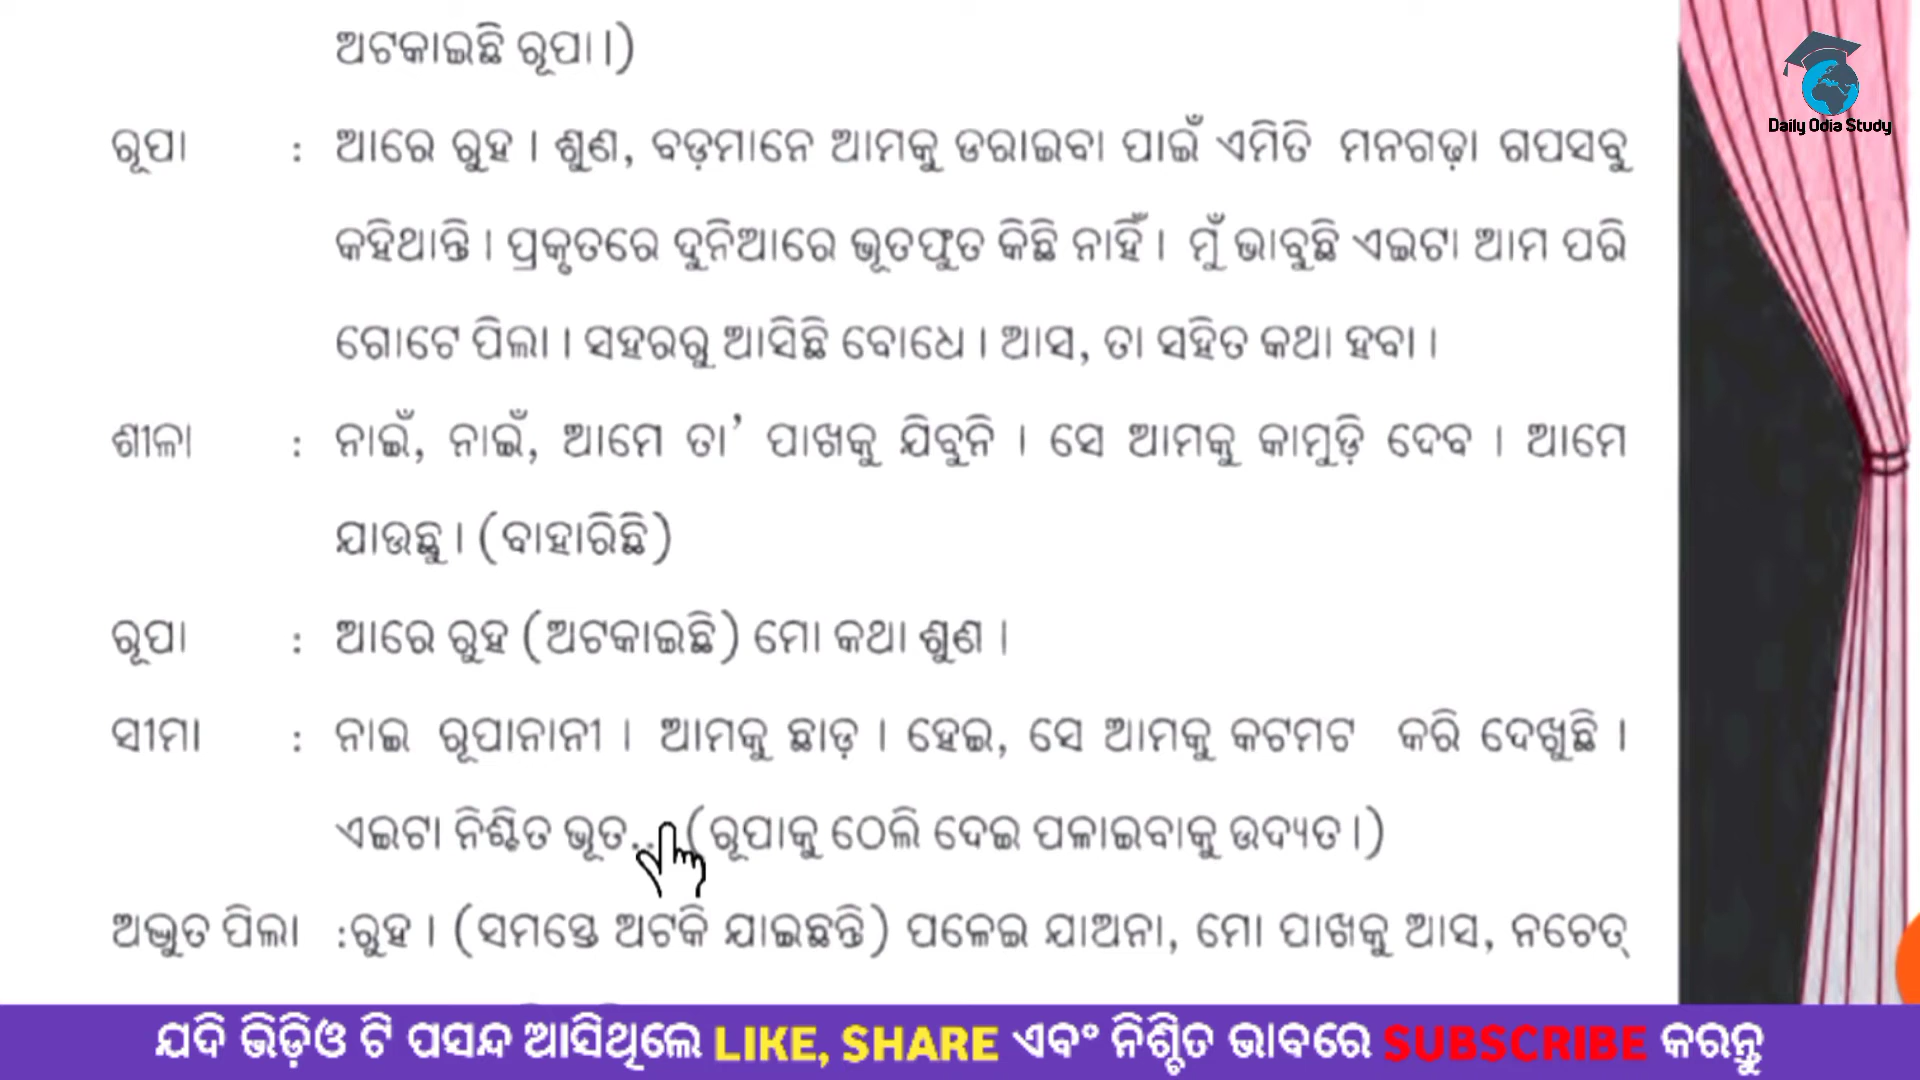 ଅଟକାଇଛି ରୂପା ।)
Daily Odia Study
ରୂପା : ଆରେ ରୁହ । ଶୁଣ, ବଡ଼ମାନେ ଆମକୁ ଡରାଇବା ପାଇଁ ଏମିତି ମନଗଢ଼ା ଗପସବୁ
କହିଥାନ୍ତି । ପ୍ରକୃତରେ ଦୁନିଆରେ ଭୂତଫୁତ କିଛି ନାହିଁ । ମୁଁ ଭାବୁଛି ଏଇଟା ଆମ ପରି
ଗୋଟେ ପିଲା । ସହରରୁ ଆସିଛି ବୋଧେ । ଆସ, ତା ସହିତ କଥା ହବା ।
ଶୀଳା : ନାଇଁ, ନାଇଁ, ଆମେ ତା’ ପାଖକୁ ଯିବୁନି । ସେ ଆମକୁ କାମୁଡ଼ି ଦେବ । ଆମେ
ଯାଉଛୁ । (ବାହାରିଛି)
ରୂପା : ଆରେ ରୁହ (ଅଟକାଇଛି) ମୋ କଥା ଶୁଣ ।
ସୀମା : ନାଇ ରୂପାନାନୀ । ଆମକୁ ଛାଡ଼ । ହେଇ, ସେ ଆମକୁ କଟମଟ କରି ଦେଖୁଛି ।
ଏଇଟା ନିଶ୍ଚିତ ଭୂତ.. (ରୂପାକୁ ଠେଲି ଦେଇ ପଳାଇବାକୁ ଉଦ୍ୟତ ।)
ଅଦ୍ଭୁତ ପିଲା :ରୁହ । (ସମସ୍ତେ ଅଟକି ଯାଇଛନ୍ତି) ପଳେଇ ଯାଅନା, ମୋ ପାଖକୁ ଆସ, ନଚେତ୍
ଯଦି ଭିଡ଼ିଓ ଟି ପସନ୍ଦ ଆସିଥିଲେ LIKE, SHARE ଏବଂ ନିଶ୍ଚିତ ଭାବରେ SUBSCRIBE କରନ୍ତୁ